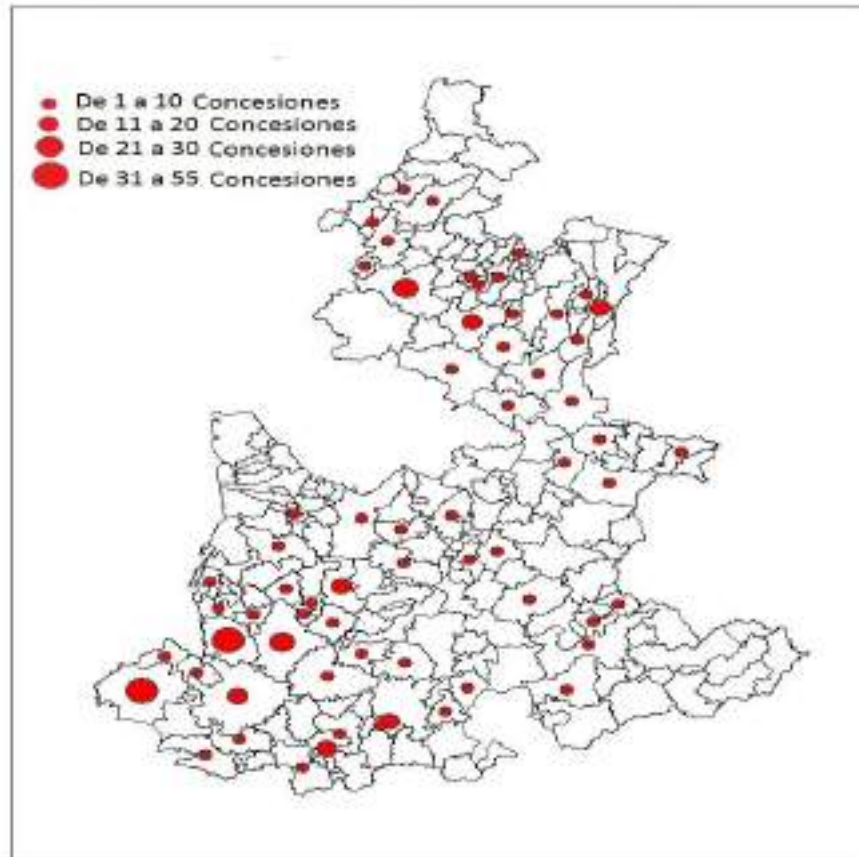 De 1 a 10 Concesiones
De 11 a 20 Concesiones
De 21 a 30 Concesiones
De 31 a 55 Concesiones